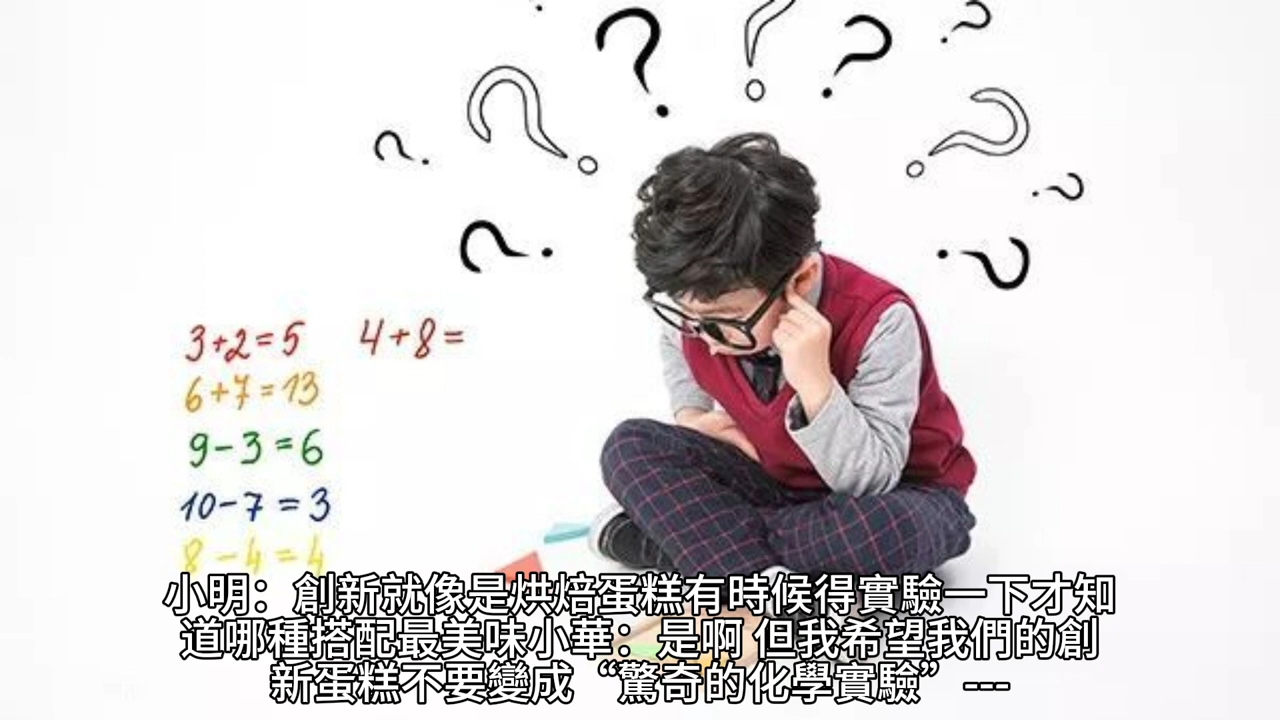 3+2=5 4+8=
6+7=13
9-3=6
10-7=3
8-4=4
小明：創新就像是烘焙蛋糕有時候得實驗一下才知
道哪種搭配最美味小華：是啊 但我希望我們的創
新蛋糕不要變成 “驚奇的化學實驗” ---